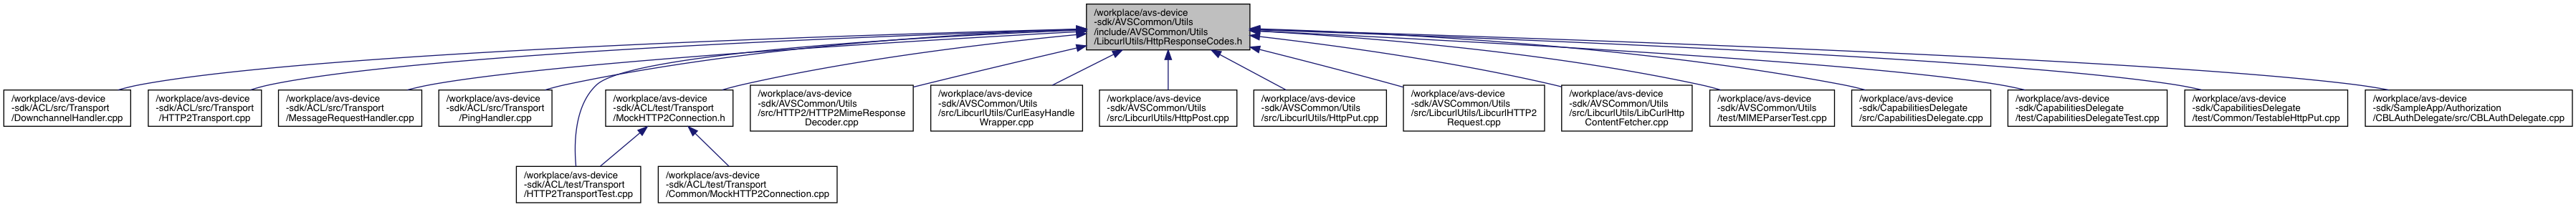 /workplace/avs-device
-sdk/AVSCommon/Utils
/include/AVSCommon/Utils
/LibcurlUtils/HttpResponseCodes.h
/workplace/avs-device
-sdk/ACL/src/Transport
/DownchannelHandler.cpp
/workplace/avs-device
-sdk/ACL/src/Transport
/HTTP2Transport.cpp
/workplace/avs-device
-sdk/ACL/src/Transport
/MessageRequestHandler.cpp
/workplace/avs-device
-sdk/ACL/src/Transport
/PingHandler.cpp
/workplace/avs-device
-sdk/ACL/test/Transport
/MockHTTP2Connection.h
/workplace/avs-device
-sdk/AVSCommon/Utils
/src/HTTP2/HTTP2MimeResponse
Decoder.cpp
/workplace/avs-device
-sdk/AVSCommon/Utils
/src/LibcurlUtils/CurlEasyHandle
Wrapper.cpp
/workplace/avs-device
-sdk/AVSCommon/Utils
/src/LibcurlUtils/HttpPost.cpp
/workplace/avs-device
-sdk/AVSCommon/Utils
/src/LibcurlUtils/HttpPut.cpp
/workplace/avs-device
-sdk/AVSCommon/Utils
/src/LibcurlUtils/LibcurlHTTP2
Request.cpp
/workplace/avs-device
-sdk/AVSCommon/Utils
/src/LibcurlUtils/LibCurlHttp
ContentFetcher.cpp
/workplace/avs-device
-sdk/AVSCommon/Utils
/test/MIMEParserTest.cpp
/workplace/avs-device
-sdk/CapabilitiesDelegate
/src/CapabilitiesDelegate.cpp
/workplace/avs-device
-sdk/CapabilitiesDelegate
/test/CapabilitiesDelegateTest.cpp
/workplace/avs-device
-sdk/CapabilitiesDelegate
/test/Common/TestableHttpPut.cpp
/workplace/avs-device
-sdk/SampleApp/Authorization
/CBLAuthDelegate/src/CBLAuthDelegate.cpp
/workplace/avs-device
-sdk/ACL/test/Transport
/HTTP2TransportTest.cpp
/workplace/avs-device
-sdk/ACL/test/Transport
/Common/MockHTTP2Connection.cpp